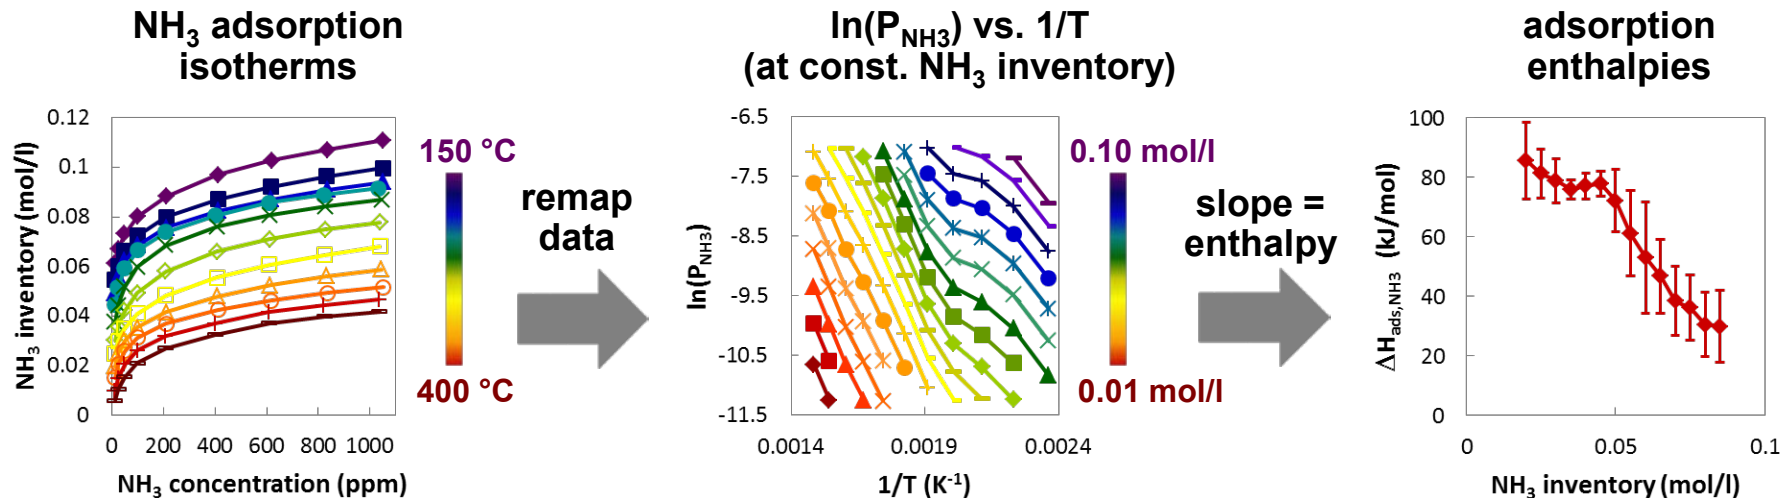 NH₃ adsorption
isotherms
ln(P_NH3) vs. 1/T
(at const. NH₃ inventory)
adsorption
enthalpies
NH₃ inventory (mol/l)
0.12
0.1
0.08
0.06
0.04
0.02
0
0 200 400 600 800 1000
NH₃ concentration (ppm)
150 °C
400 °C
remap
data
ln(P_NH3)
-6.5
-7.5
-8.5
-9.5
-10.5
-11.5
0.0014 0.0019 0.0024
1/T (K⁻¹)
0.10 mol/l
0.01 mol/l
slope =
enthalpy
ΔH_ads,NH3 (kJ/mol)
100
80
60
40
20
0
0 0.05 0.1
NH₃ inventory (mol/l)